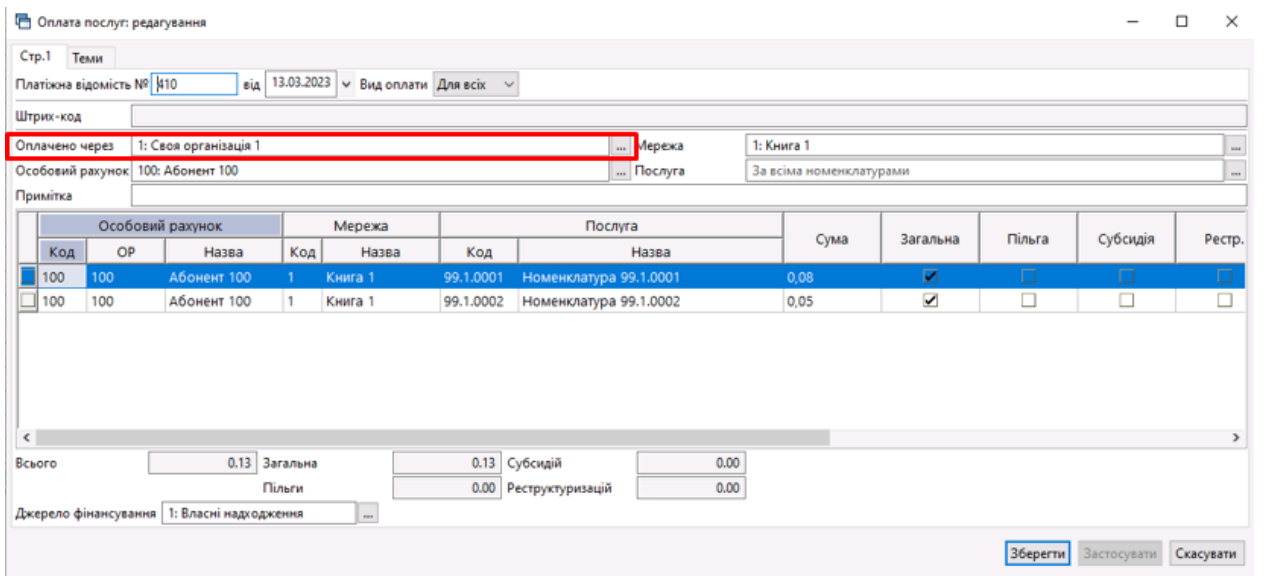 Оплата послуг: редагування
Стр.1 Теми
Платіжна відомість № 410 від 13.03.2023 Вид оплати Для всіх
Штрих-код
Оплачено через 1: Своя організація 1 ... Мережа 1: Книга 1 ...
Особовий рахунок 100: Абонент 100 ... Послуга За всіма номенклатурами ...
Примітка
Особовий рахунок Мережа Послуга Сума Загальна Пільга Субсидія Рестр.
Код ОР Назва Код Назва Код Назва
100 100 Абонент 100 1 Книга 1 99.1.0001 Номенклатура 99.1.0001 0,08
100 100 Абонент 100 1 Книга 1 99.1.0002 Номенклатура 99.1.0002 0,05
Всього 0.13 Загальна 0.13 Субсидій 0.00
Пільги 0.00 Реструктуризацій 0.00
Джерело фінансування 1: Власні надходження ...
Зберегти Застосувати Скасувати